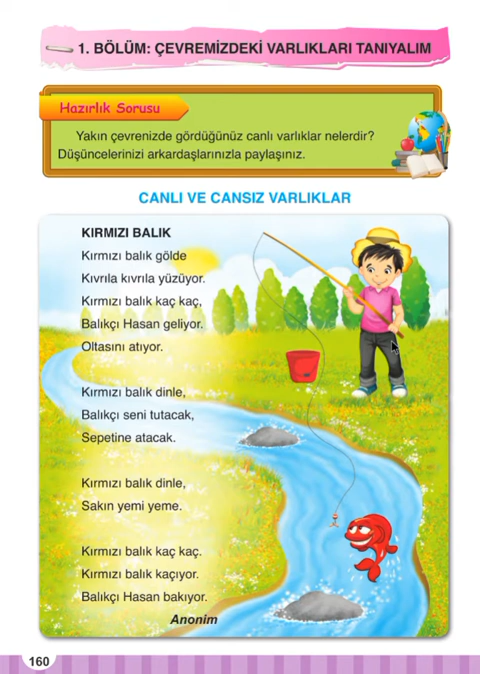 1. BÖLÜM: ÇEVREMİZDEKİ VARLIKLARI TANIYALIM
Hazırlık Sorusu
Yakın çevrenizde gördüğünüz canlı varlıklar nelerdir?
Düşüncelerinizi arkardaşlarınızla paylaşınız.
CANLI VE CANSIZ VARLIKLAR
KIRMIZI BALIK
Kırmızı balık gölde
Kıvrıla kıvrıla yüzüyor.
Kırmızı balık kaç kaç,
Balıkçı Hasan geliyor.
Oltasını atıyor.
Kırmızı balık dinle,
Balıkçı seni tutacak,
Sepetine atacak.
Kırmızı balık dinle,
Sakın yemi yeme.
Kırmızı balık kaç kaç.
Kırmızı balık kaçıyor.
Balıkçı Hasan bakıyor.
Anonim
160